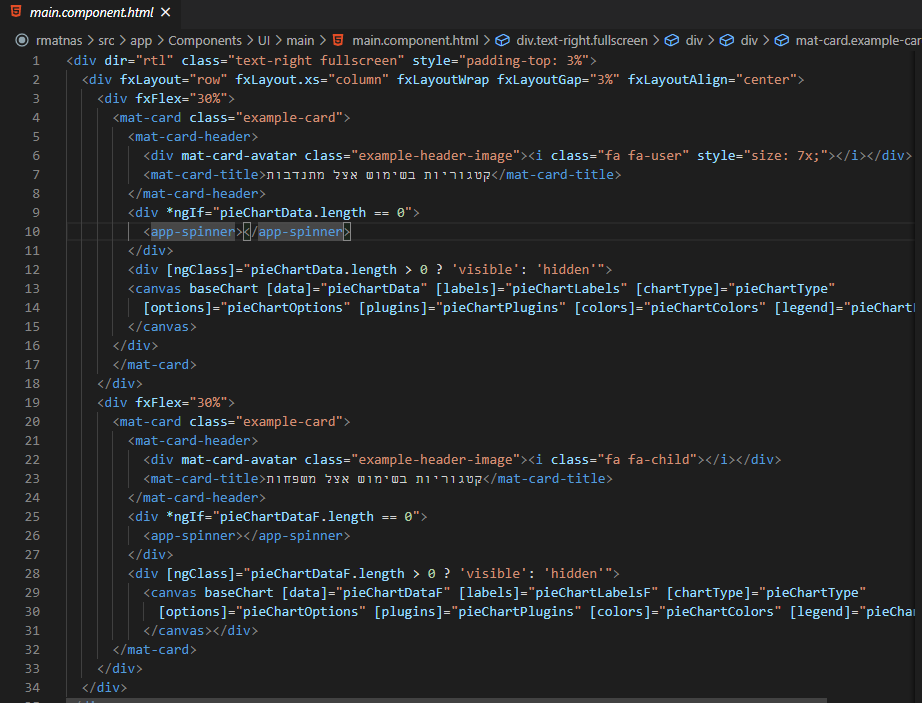 main.component.html ×
rmatnas > src > app > Components > UI > main > main.component.html > div.text-right.fullscreen > div > div > mat-card.example-car
1 <div dir="rtl" class="text-right fullscreen" style="padding-top: 3%">
2 <div fxLayout="row" fxLayout.xs="column" fxLayoutWrap fxLayoutGap="3%" fxLayoutAlign="center">
3 <div fxFlex="30%">
4 <mat-card class="example-card">
5 <mat-card-header>
6 <div mat-card-avatar class="example-header-image"><i class="fa fa-user" style="size: 7x;"></i></div>
7 <mat-card-title>קטגוריות בשימוש אצל מתנדבות</mat-card-title>
8 </mat-card-header>
9 <div *ngIf="pieChartData.length == 0">
10 <app-spinner></app-spinner>
11 </div>
12 <div [ngClass]="pieChartData.length > 0 ? 'visible': 'hidden'">
13 <canvas baseChart [data]="pieChartData" [labels]="pieChartLabels" [chartType]="pieChartType"
14 [options]="pieChartOptions" [plugins]="pieChartPlugins" [colors]="pieChartColors" [legend]="pieChartL
15 </canvas>
16 </div>
17 </mat-card>
18 </div>
19 <div fxFlex="30%">
20 <mat-card class="example-card">
21 <mat-card-header>
22 <div mat-card-avatar class="example-header-image"><i class="fa fa-child"></i></div>
23 <mat-card-title>קטגוריות בשימוש אצל משפחות</mat-card-title>
24 </mat-card-header>
25 <div *ngIf="pieChartDataF.length == 0">
26 <app-spinner></app-spinner>
27 </div>
28 <div [ngClass]="pieChartDataF.length > 0 ? 'visible': 'hidden'">
29 <canvas baseChart [data]="pieChartDataF" [labels]="pieChartLabelsF" [chartType]="pieChartType"
30 [options]="pieChartOptions" [plugins]="pieChartPlugins" [colors]="pieChartColors" [legend]="pieCha
31 </canvas></div>
32 </mat-card>
33 </div>
34 </div>